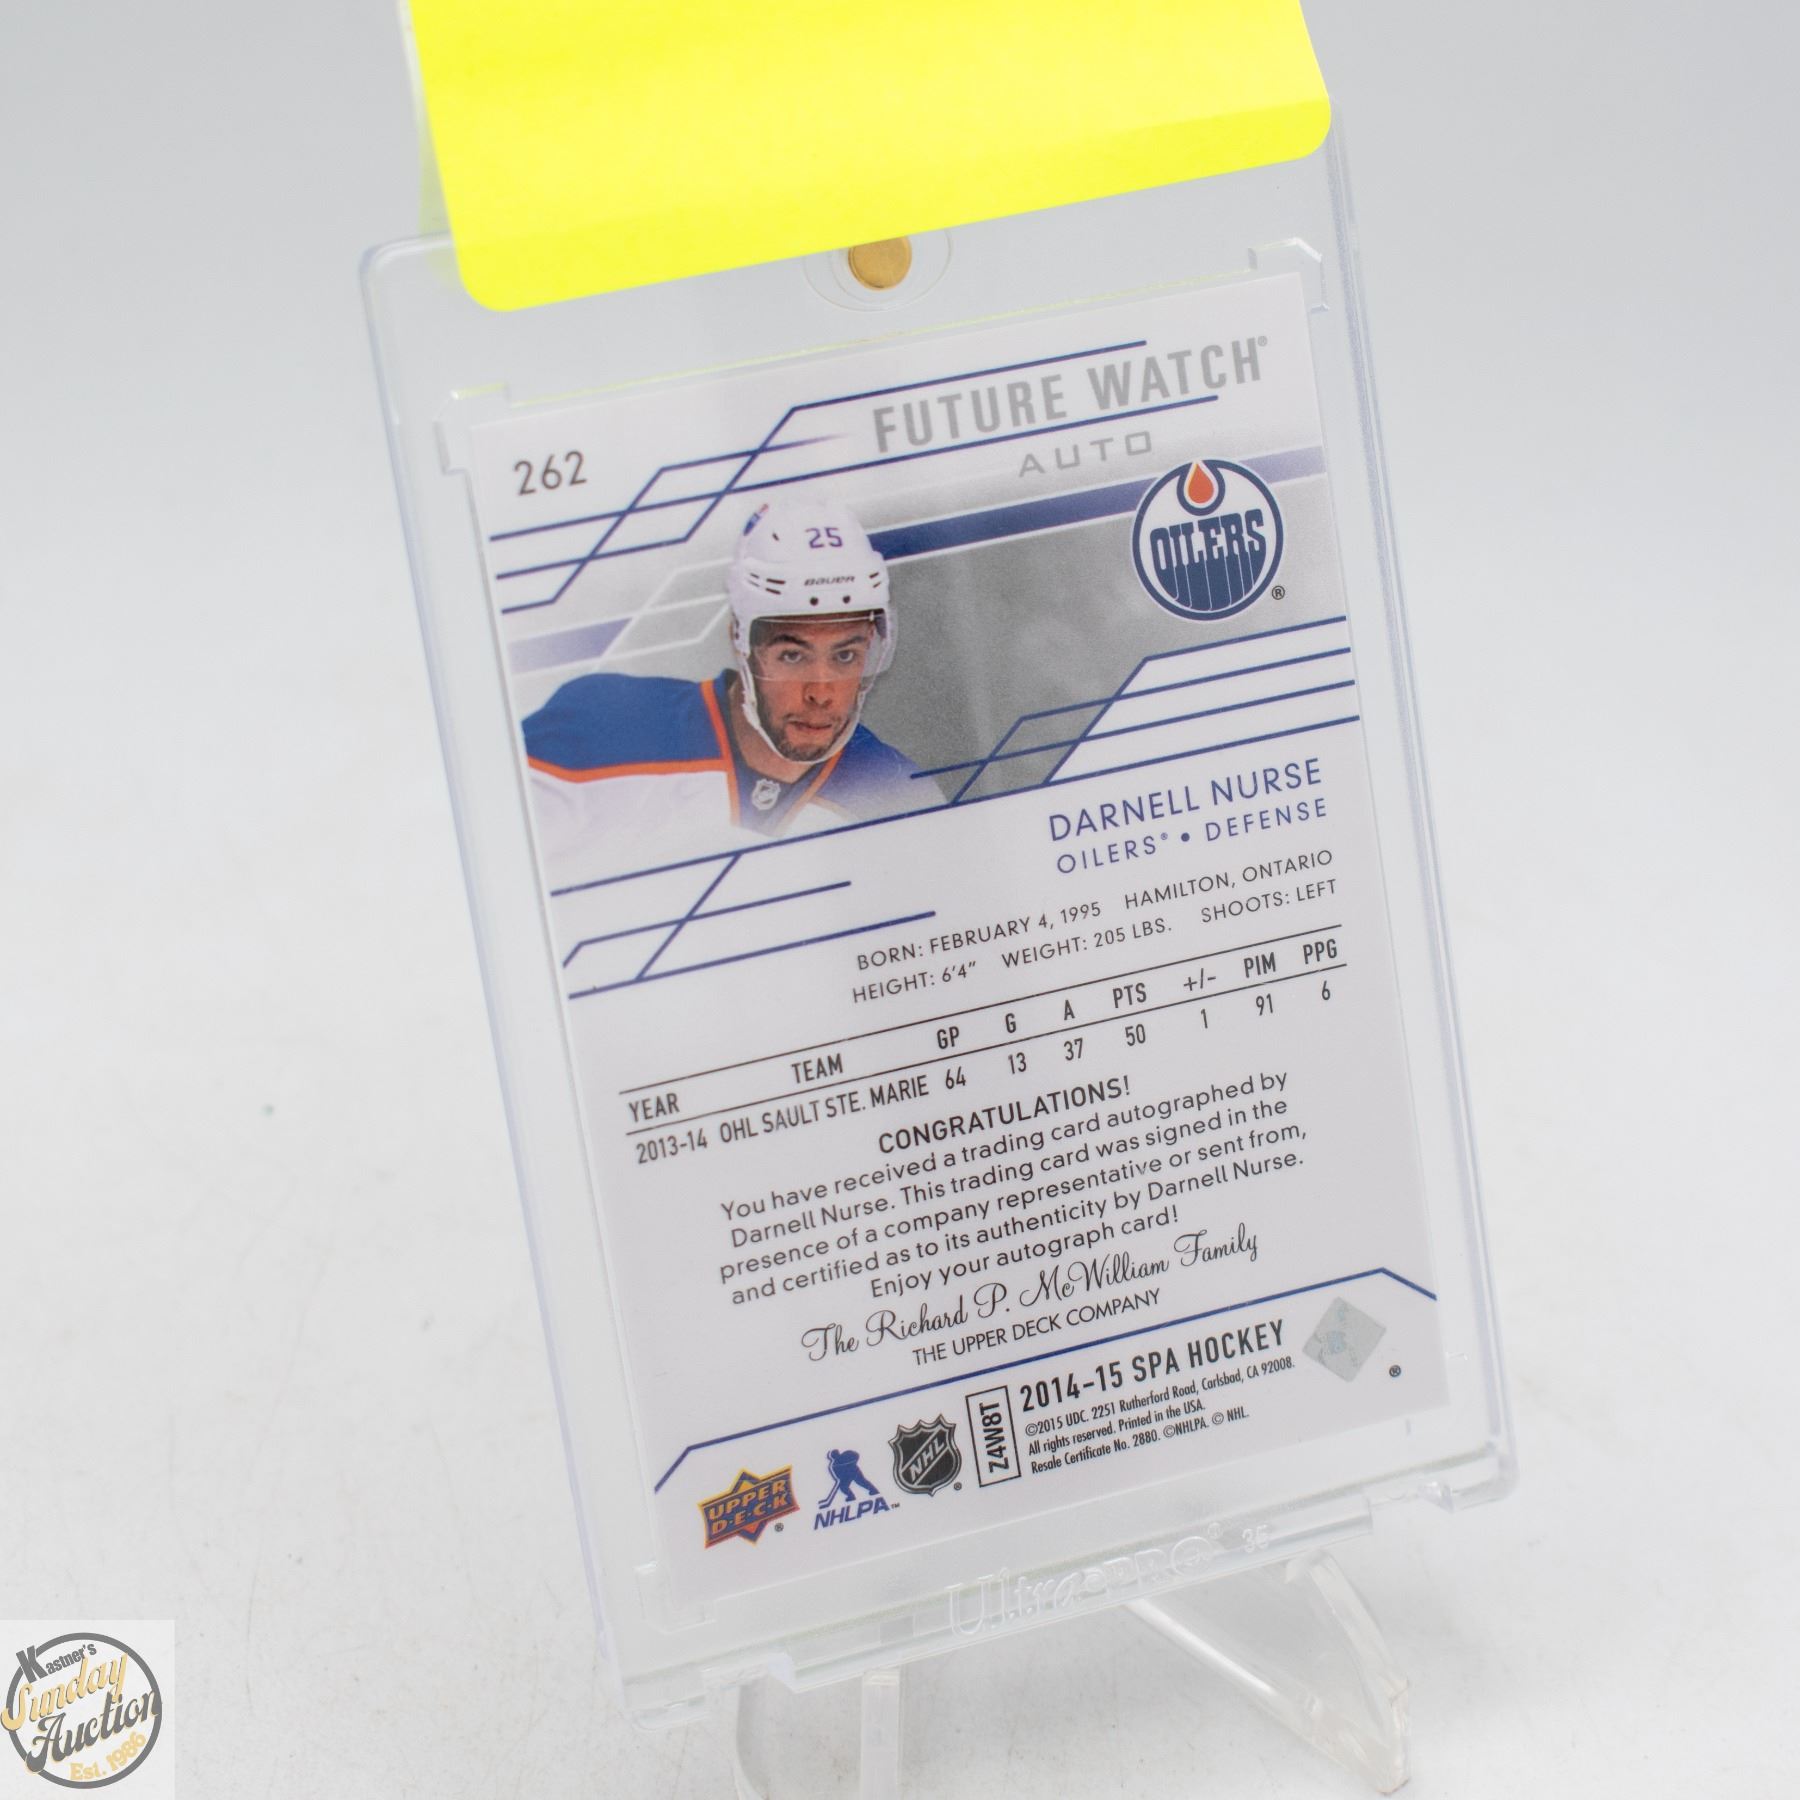 FUTURE WATCH®
AUTO
262
25
BAUER
OILERS
®
DARNELL NURSE
OILERS® • DEFENSE
BORN: FEBRUARY 4, 1995 HAMILTON, ONTARIO
HEIGHT: 6'4" WEIGHT: 205 LBS. SHOOTS: LEFT
YEAR TEAM GP G A PTS +/- PIM PPG
2013-14 OHL SAULT STE. MARIE 64 13 37 50 1 91 6
CONGRATULATIONS!
You have received a trading card autographed by
Darnell Nurse. This trading card was signed in the
presence of a company representative or sent from,
and certified as to its authenticity by Darnell Nurse.
Enjoy your autograph card!
The Richard P. McWilliam Family
THE UPPER DECK COMPANY
2014-15 SPA HOCKEY
©2015 UDC. 2251 Rutherford Road, Carlsbad, CA 92008.
All rights reserved. Printed in the USA.
Resale Certificate No. 2880. ©NHLPA. © NHL.
Z4W8T
®
UPPER
D·E·C·K
®
NHLPA™
NHL
®
Ultra·PRO® 35
Kastner's
Sunday
Auction
Est. 1986